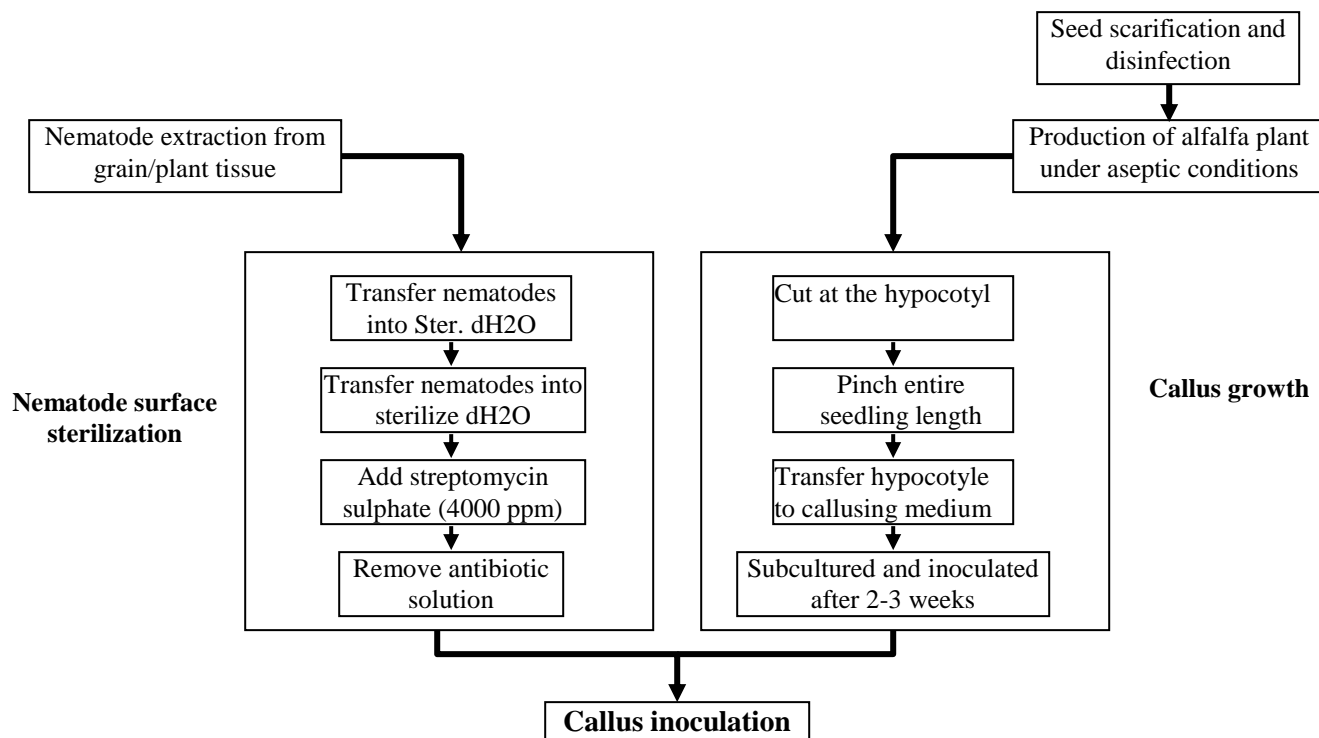 Seed scarification and
disinfection
Nematode extraction from
grain/plant tissue
Production of alfalfa plant
under aseptic conditions
Nematode surface
sterilization
Transfer nematodes
into Ster. dH2O
Transfer nematodes into
sterilize dH2O
Add streptomycin
sulphate (4000 ppm)
Remove antibiotic
solution
Cut at the hypocotyl
Pinch entire
seedling length
Transfer hypocotyle
to callusing medium
Subcultured and inoculated
after 2-3 weeks
Callus growth
Callus inoculation